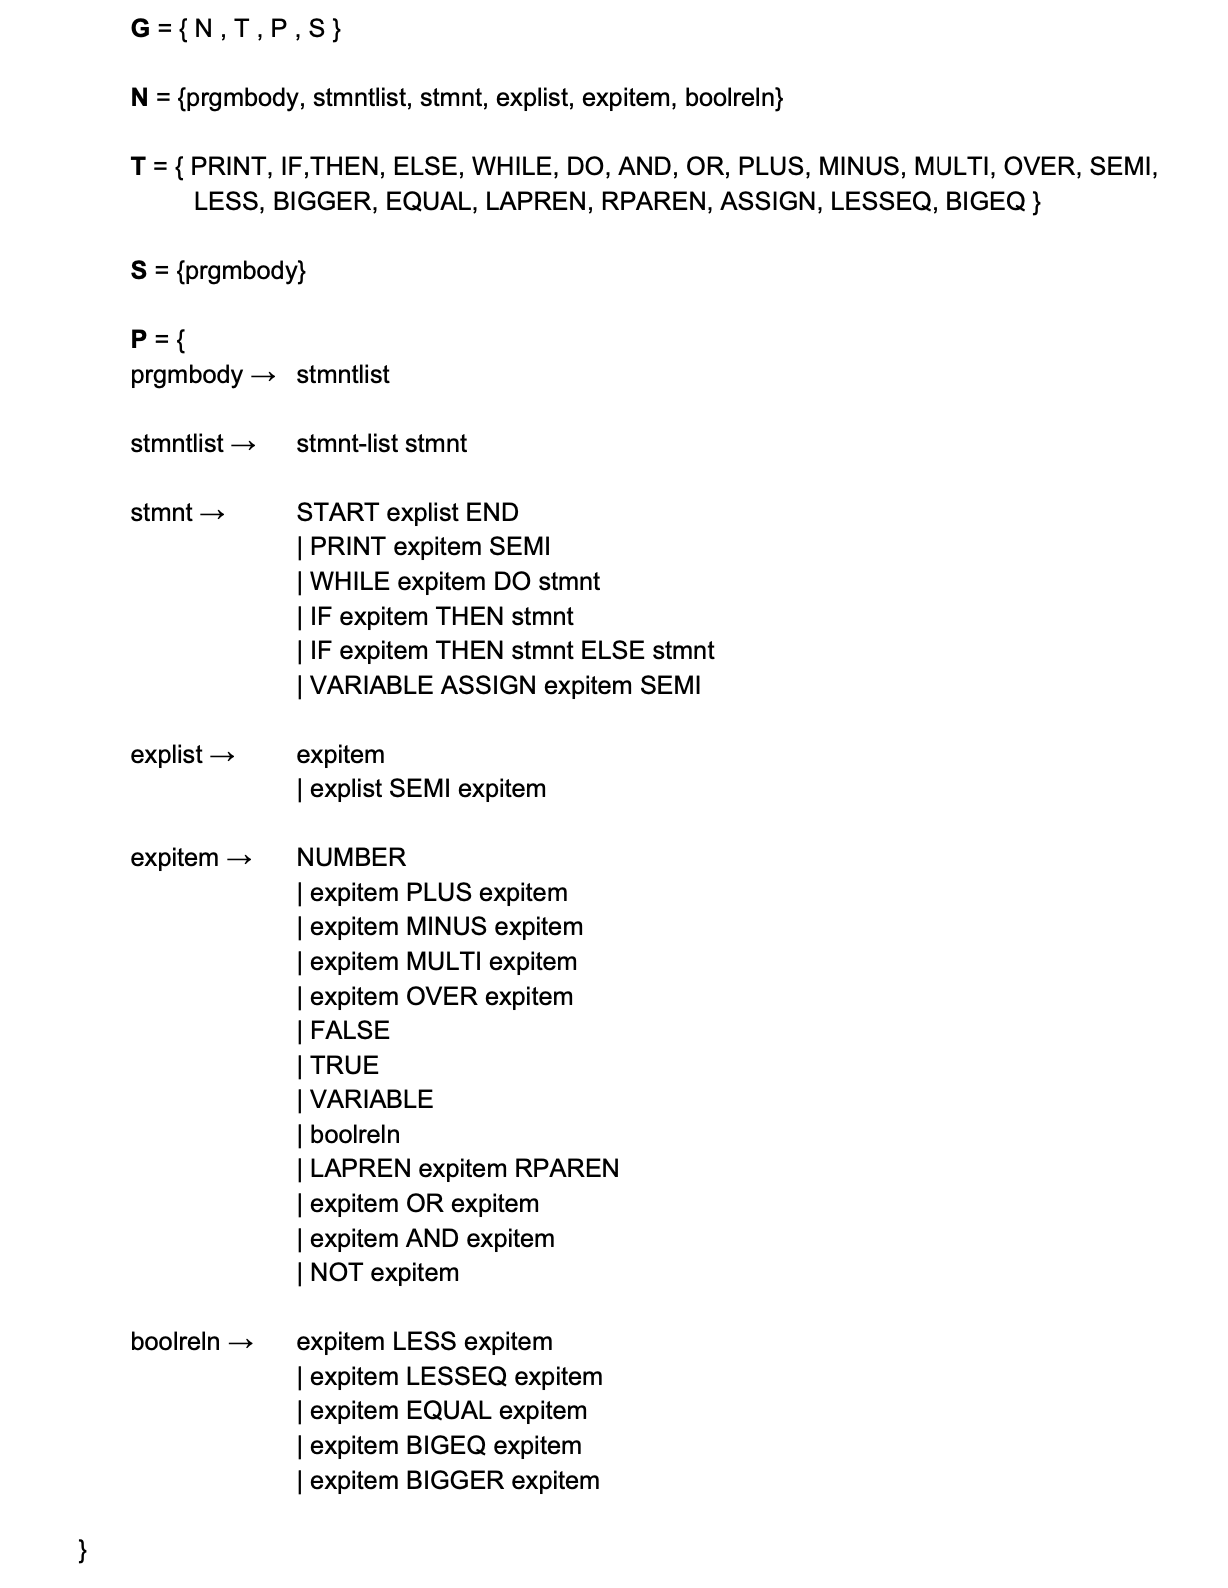 G = { N , T , P , S }
N = {prgmbody, stmntlist, stmnt, explist, expitem, boolreln}
T = { PRINT, IF,THEN, ELSE, WHILE, DO, AND, OR, PLUS, MINUS, MULTI, OVER, SEMI,
LESS, BIGGER, EQUAL, LAPREN, RPAREN, ASSIGN, LESSEQ, BIGEQ }
S = {prgmbody}
P = {
prgmbody → stmntlist
stmntlist → stmnt-list stmnt
stmnt → START explist END
| PRINT expitem SEMI
| WHILE expitem DO stmnt
| IF expitem THEN stmnt
| IF expitem THEN stmnt ELSE stmnt
| VARIABLE ASSIGN expitem SEMI
explist → expitem
| explist SEMI expitem
expitem → NUMBER
| expitem PLUS expitem
| expitem MINUS expitem
| expitem MULTI expitem
| expitem OVER expitem
| FALSE
| TRUE
| VARIABLE
| boolreln
| LAPREN expitem RPAREN
| expitem OR expitem
| expitem AND expitem
| NOT expitem
boolreln → expitem LESS expitem
| expitem LESSEQ expitem
| expitem EQUAL expitem
| expitem BIGEQ expitem
| expitem BIGGER expitem
}